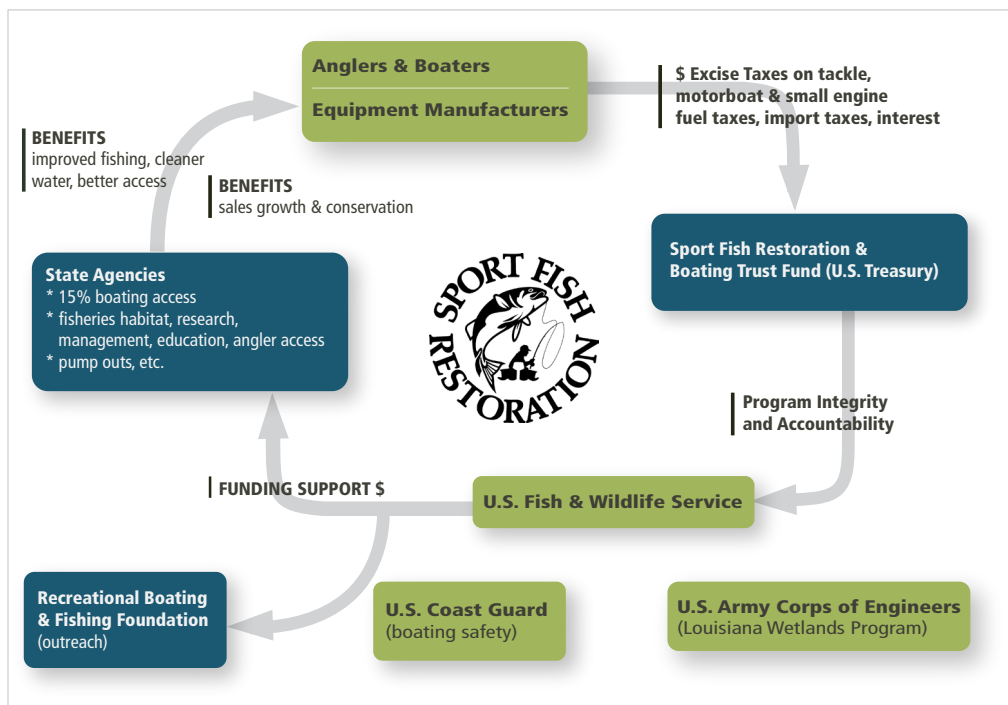 Anglers & Boaters
Equipment Manufacturers
$ Excise Taxes on tackle,
motorboat & small engine
fuel taxes, import taxes, interest
BENEFITS
improved fishing, cleaner
water, better access
BENEFITS
sales growth & conservation
Sport Fish Restoration &
Boating Trust Fund (U.S. Treasury)
State Agencies
* 15% boating access
* fisheries habitat, research,
management, education, angler access
* pump outs, etc.
SPORT FISH
RESTORATION
Program Integrity
and Accountability
FUNDING SUPPORT $
U.S. Fish & Wildlife Service
Recreational Boating
& Fishing Foundation
(outreach)
U.S. Coast Guard
(boating safety)
U.S. Army Corps of Engineers
(Louisiana Wetlands Program)